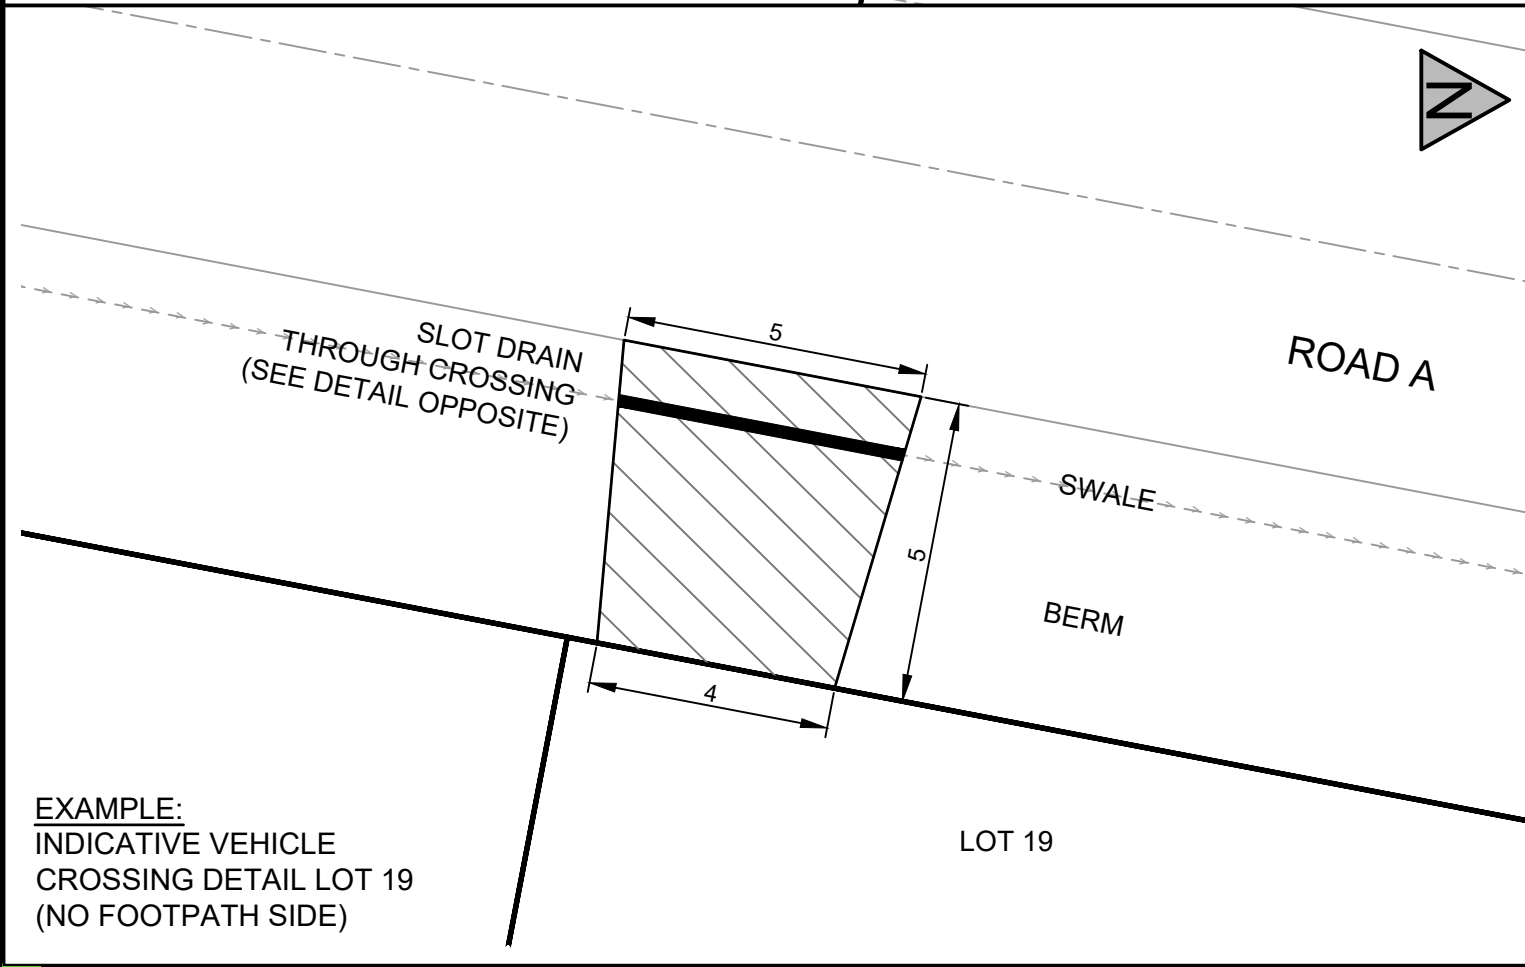 N
5
SLOT DRAIN
THROUGH CROSSING
(SEE DETAIL OPPOSITE)
ROAD A
SWALE
5
BERM
4
EXAMPLE:
INDICATIVE VEHICLE
CROSSING DETAIL LOT 19
(NO FOOTPATH SIDE)
LOT 19